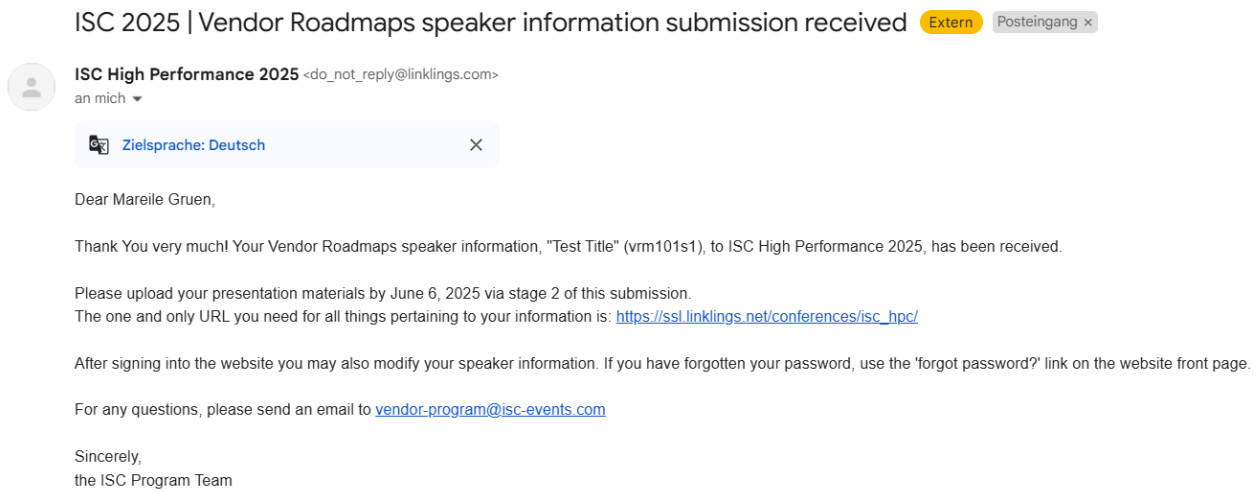 ISC 2025 | Vendor Roadmaps speaker information submission received Extern Posteingang ×
ISC High Performance 2025 <do_not_reply@linklings.com>
an mich
Zielsprache: Deutsch
Dear Mareile Gruen,
Thank You very much! Your Vendor Roadmaps speaker information, "Test Title" (vrm101s1), to ISC High Performance 2025, has been received.
Please upload your presentation materials by June 6, 2025 via stage 2 of this submission.
The one and only URL you need for all things pertaining to your information is: https://ssl.linklings.net/conferences/isc_hpc/
After signing into the website you may also modify your speaker information. If you have forgotten your password, use the 'forgot password?' link on the website front page.
For any questions, please send an email to vendor-program@isc-events.com
Sincerely,
the ISC Program Team